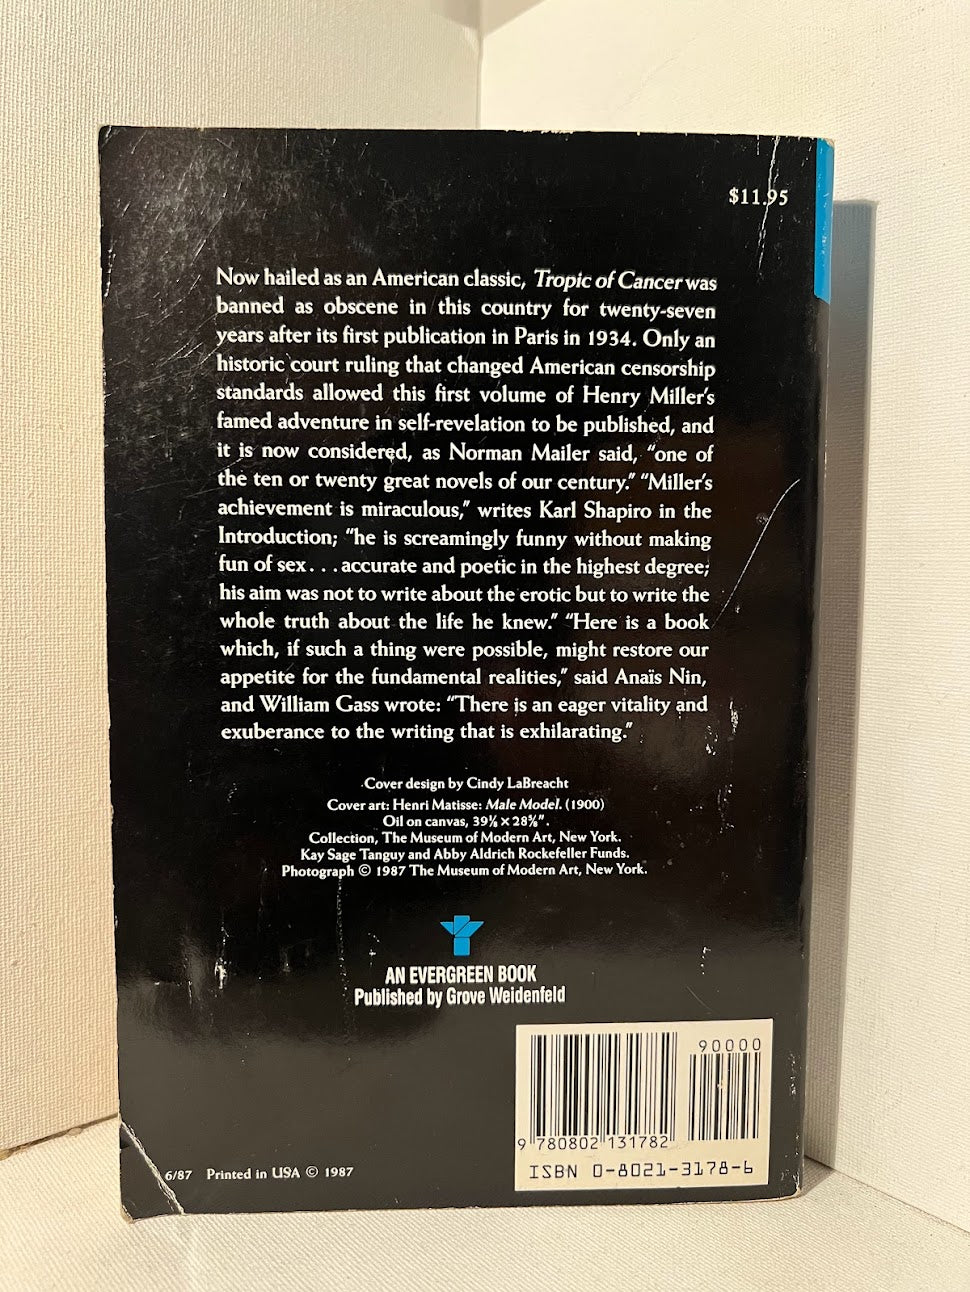 $11.95
Now hailed as an American classic, Tropic of Cancer was
banned as obscene in this country for twenty-seven
years after its first publication in Paris in 1934. Only an
historic court ruling that changed American censorship
standards allowed this first volume of Henry Miller's
famed adventure in self-revelation to be published, and
it is now considered, as Norman Mailer said, "one of
the ten or twenty great novels of our century." "Miller's
achievement is miraculous," writes Karl Shapiro in the
Introduction; "he is screamingly funny without making
fun of sex . . . accurate and poetic in the highest degree;
his aim was not to write about the erotic but to write the
whole truth about the life he knew." "Here is a book
which, if such a thing were possible, might restore our
appetite for the fundamental realities," said Anaïs Nin,
and William Gass wrote: "There is an eager vitality and
exuberance to the writing that is exhilarating."
Cover design by Cindy LaBreacht
Cover art: Henri Matisse: Male Model. (1900)
Oil on canvas,
Collection, The Museum of Modern Art, New York.
Kay Sage Tanguy and Abby Aldrich Rockefeller Funds.
Photograph © 1987 The Museum of Modern Art, New York.
AN EVERGREEN BOOK
Published by Grove Weidenfeld
90000
9 780802 131782
ISBN 0-8021-3178-6
6/87 Printed in USA © 1987